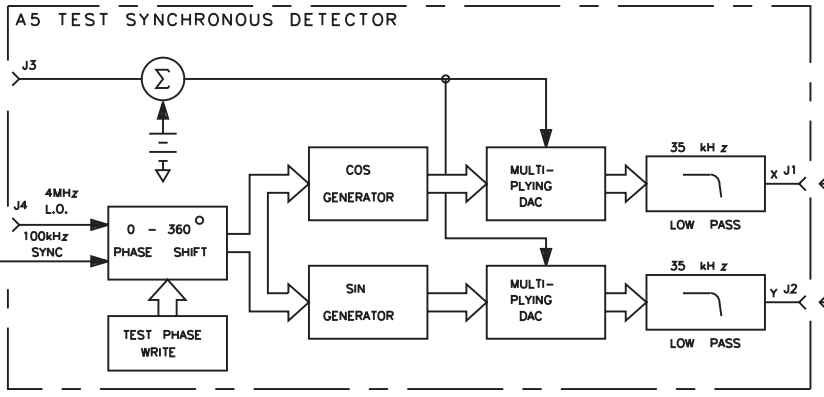 A5 TEST SYNCHRONOUS DETECTOR
J3
Σ
J4
4MHz
L.O.
100kHz
SYNC
0 - 360°
PHASE SHIFT
TEST PHASE
WRITE
COS
GENERATOR
MULTI-
PLYING
DAC
35 kHz
LOW PASS
X J1
SIN
GENERATOR
MULTI-
PLYING
DAC
35 kHz
LOW PASS
Y J2